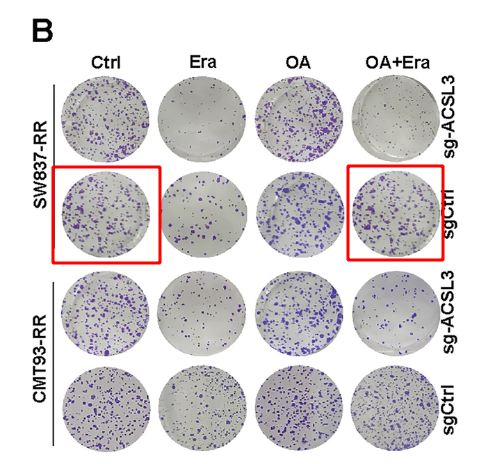 B
Ctrl Era OA OA+Era
SW837-RR
sg-ACSL3
sgCtrl
CMT93-RR
sg-ACSL3
sgCtrl